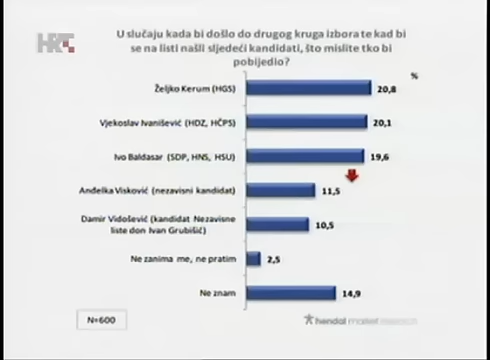 HRT
U slučaju kada bi došlo do drugog kruga izbora te kad bi
se na listi našli sljedeći kandidati, što mislite tko bi
pobijedio?
%
Željko Kerum (HGS)
20,8
Vjekoslav Ivanišević (HDZ, HČPS)
20,1
Ivo Baldasar (SDP, HNS, HSU)
19,6
Anđelka Visković (nezavisni kandidat)
11,5
Damir Vidošević (kandidat Nezavisne
liste don Ivan Grubišić)
10,5
Ne zanima me, ne pratim
2,5
Ne znam
14,9
N=600
hendal market research